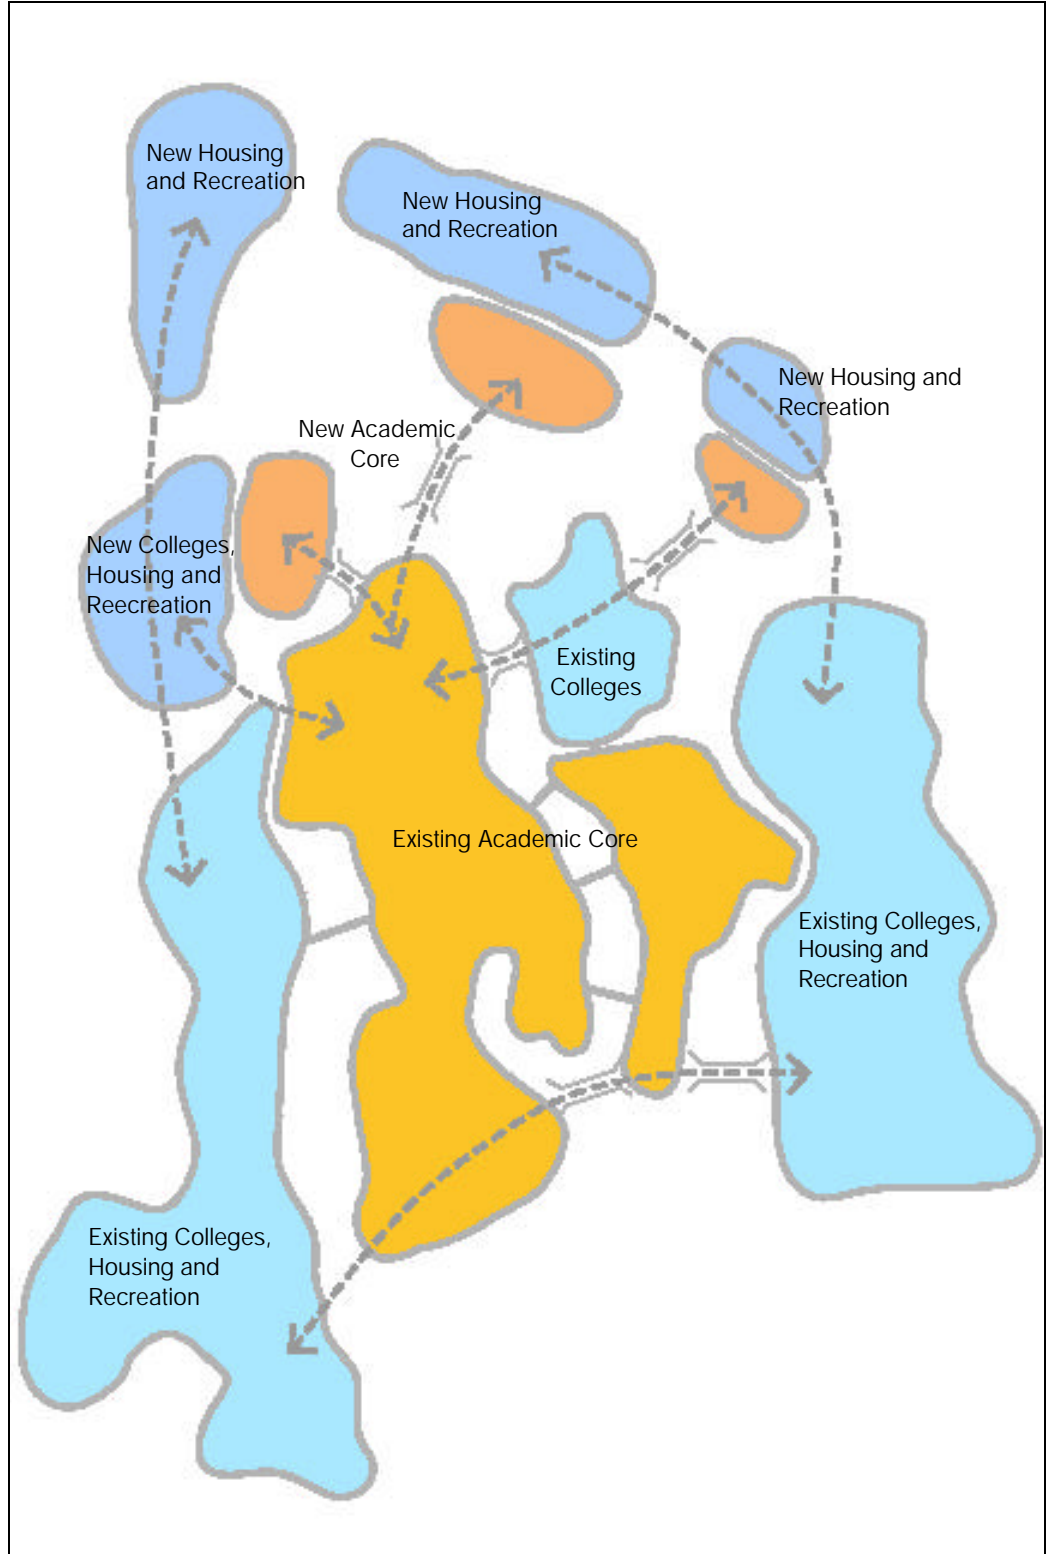 New Housing
and Recreation
New Housing
and Recreation
New Housing and
Recreation
New Academic
Core
New Colleges,
Housing and
Reecreation
Existing
Colleges
Existing Academic Core
Existing Colleges,
Housing and
Recreation
Existing Colleges,
Housing and
Recreation